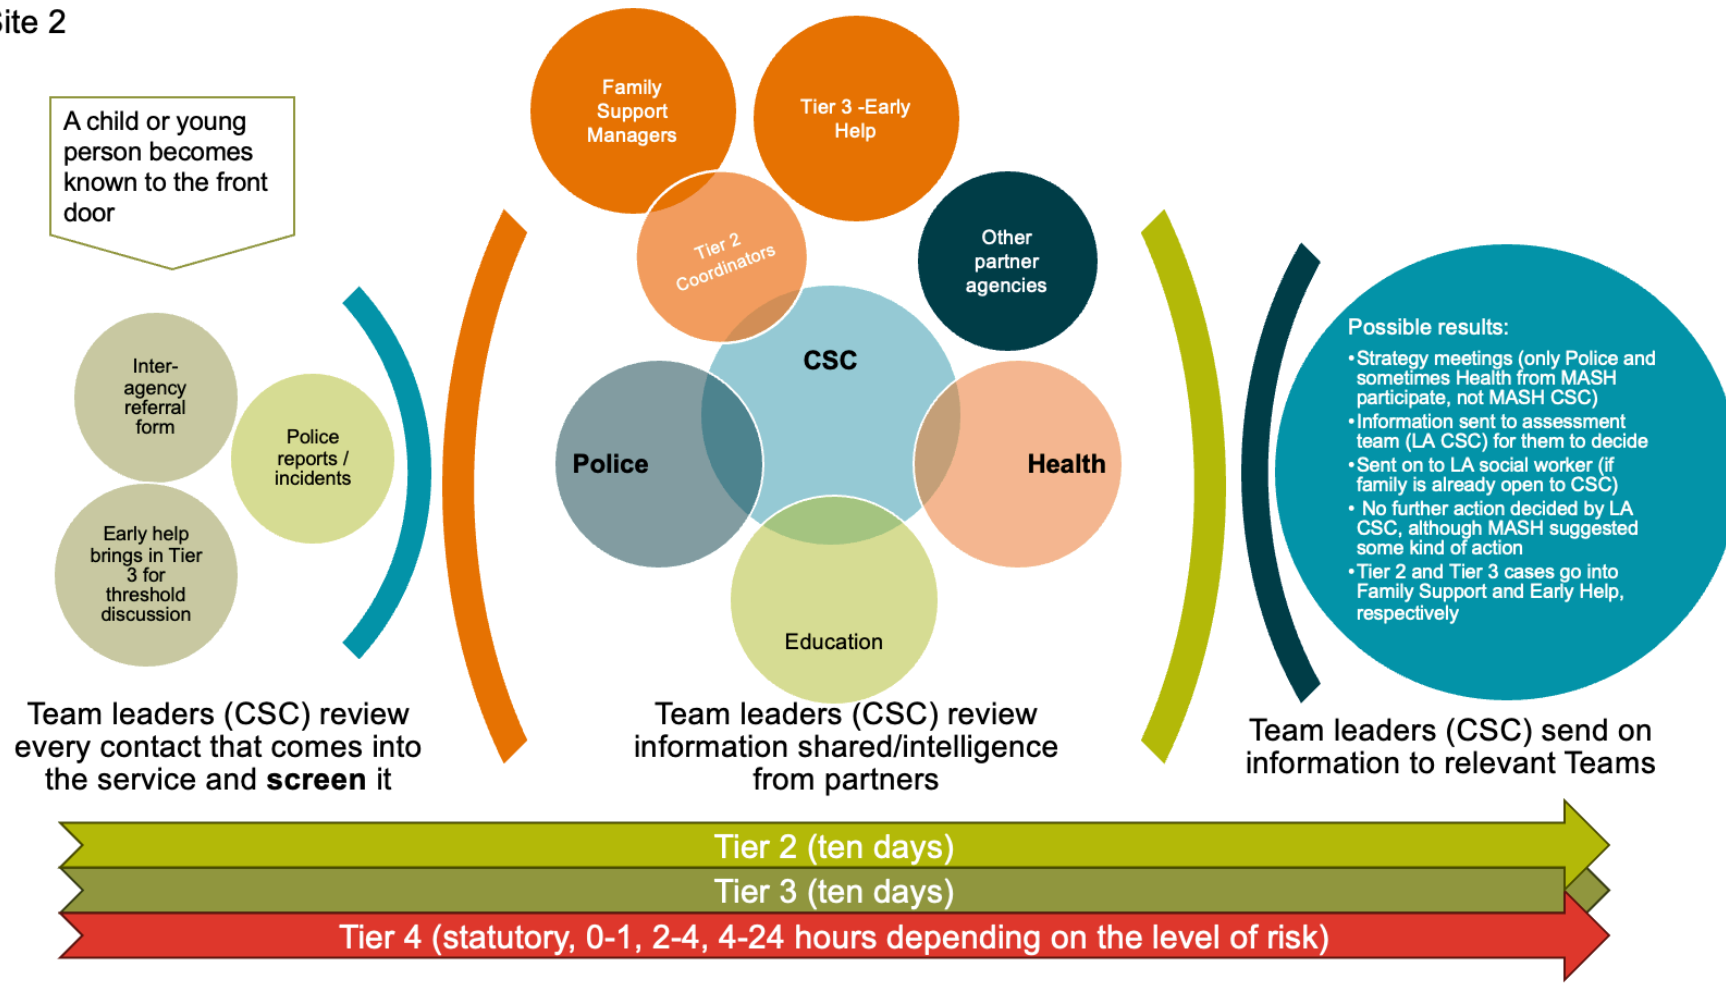 ite 2
A child or young
person becomes
known to the front
door
Inter-
agency
referral
form
Police
reports /
incidents
Early help
brings in Tier
3 for
threshold
discussion
Team leaders (CSC) review
every contact that comes into
the service and screen it
Family
Support
Managers
Tier 3 -Early
Help
Tier 2
Coordinators
Other
partner
agencies
CSC
Police
Health
Education
Team leaders (CSC) review
information shared/intelligence
from partners
Possible results:
•Strategy meetings (only Police and
sometimes Health from MASH
participate, not MASH CSC)
•Information sent to assessment
team (LA CSC) for them to decide
•Sent on to LA social worker (if
family is already open to CSC)
• No further action decided by LA
CSC, although MASH suggested
some kind of action
•Tier 2 and Tier 3 cases go into
Family Support and Early Help,
respectively
Team leaders (CSC) send on
information to relevant Teams
Tier 2 (ten days)
Tier 3 (ten days)
Tier 4 (statutory, 0-1, 2-4, 4-24 hours depending on the level of risk)